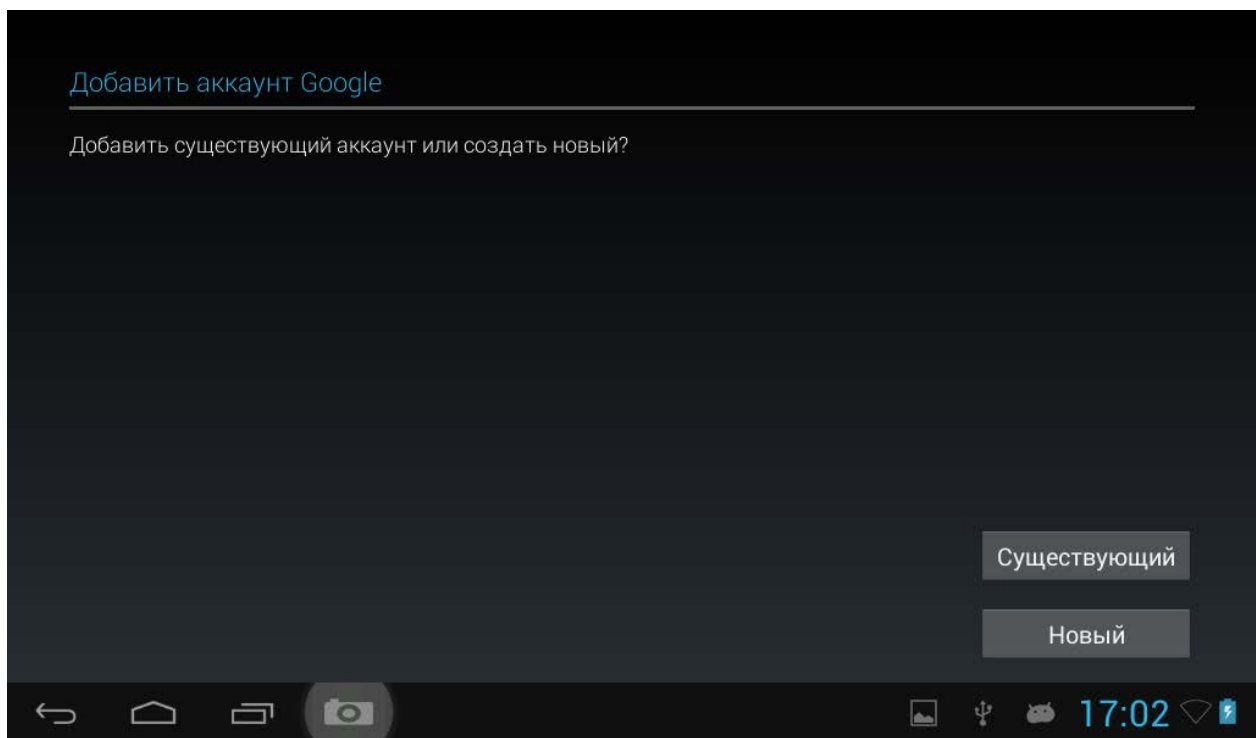 Добавить аккаунт Google
Добавить существующий аккаунт или создать новый?
Существующий
Новый
17:02